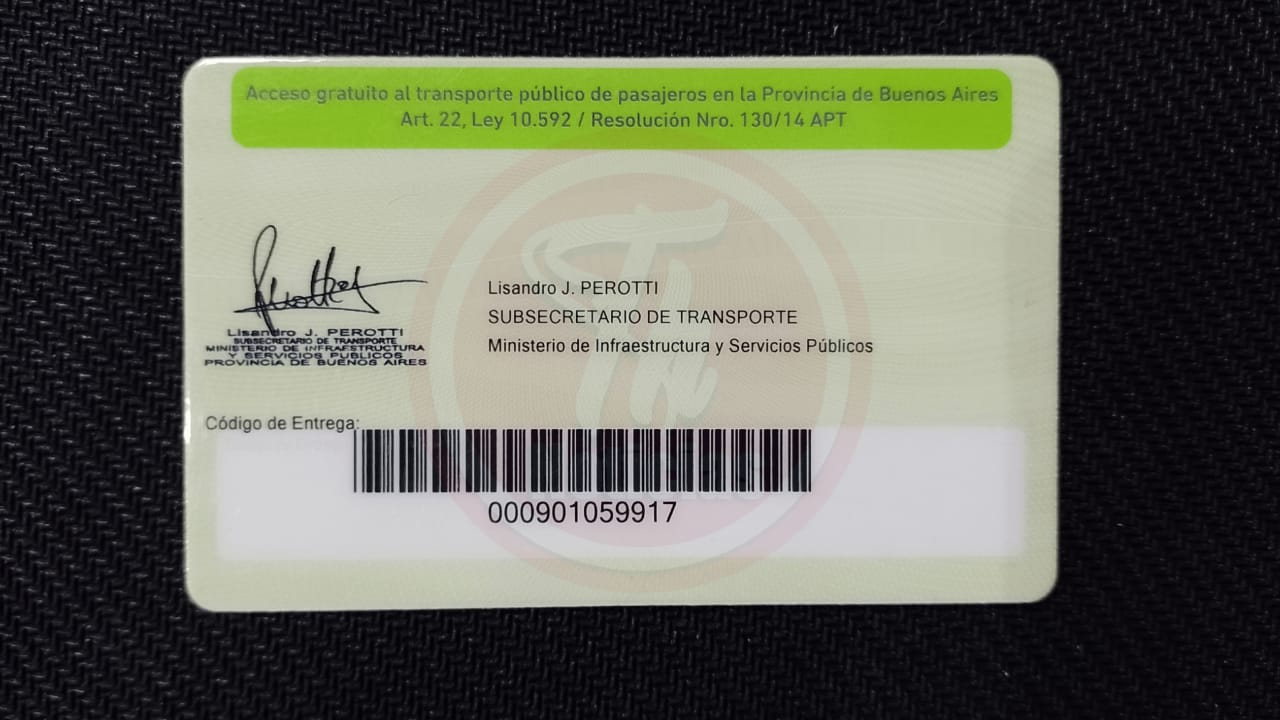 Acceso gratuito al transporte público de pasajeros en la Provincia de Buenos Aires
Art. 22, Ley 10.592 / Resolución Nro. 130/14 APT
Lisandro J. PEROTTI
SUBSECRETARIO DE TRANSPORTE
MINISTERIO DE INFRAESTRUCTURA
Y SERVICIOS PUBLICOS
PROVINCIA DE BUENOS AIRES
Lisandro J. PEROTTI
SUBSECRETARIO DE TRANSPORTE
Ministerio de Infraestructura y Servicios Públicos
Código de Entrega:
000901059917